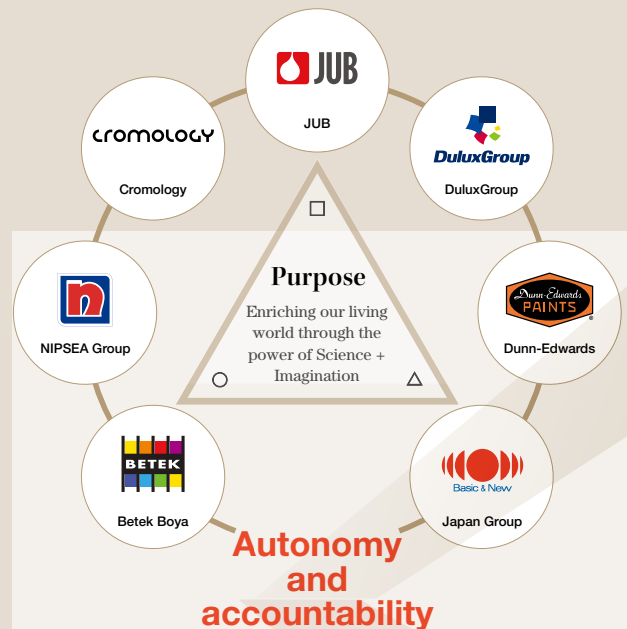 JUB
JUB
CROMOLOGY
Cromology
DuluxGroup
DuluxGroup
n
NIPSEA Group
Purpose
Enriching our living
world through the
power of Science +
Imagination
Dunn-Edwards
PAINTS
®
Dunn-Edwards
BETEK
Betek Boya
Basic & New
Japan Group
Autonomy
and
accountability